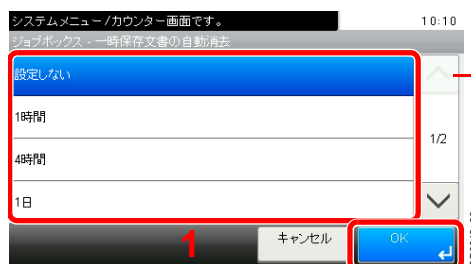 システムメニュー/カウンター画面です。
10:10
ジョブボックス - 一時保存文書の自動消去
設定しない
1時間
4時間
1/2
1日
1
キャンセル
OK